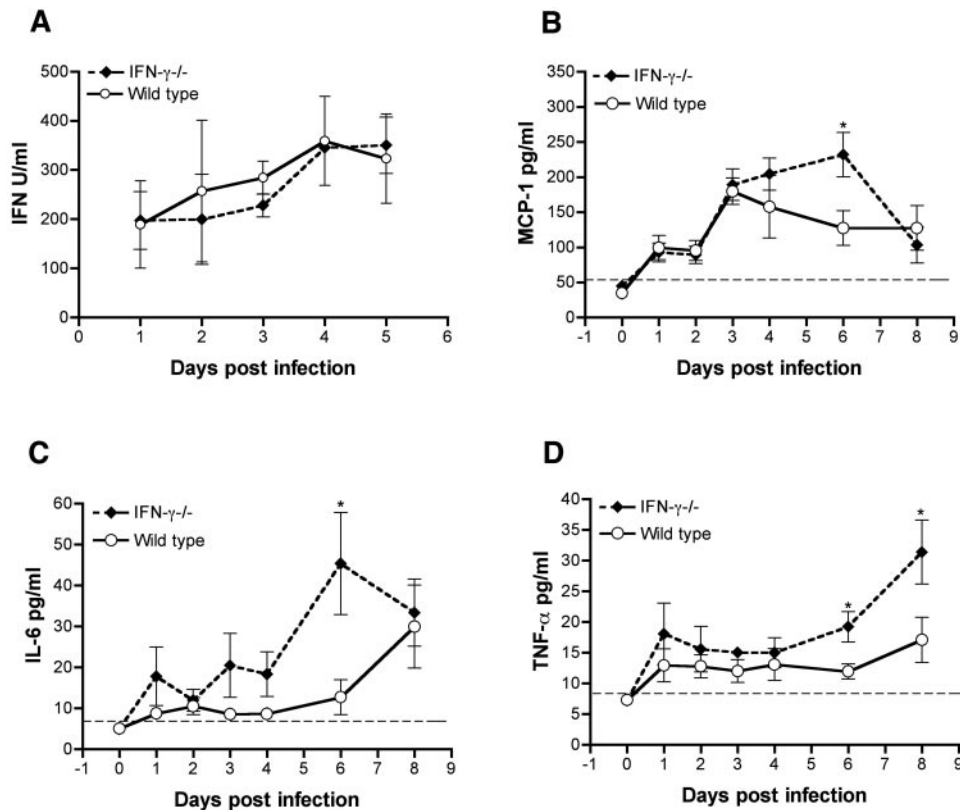 A
IFN-γ-/-
Wild type
500
400
300
200
100
0
IFN U/ml
0 1 2 3 4 5 6
Days post infection
B
IFN-γ-/-
Wild type
350
300
250
200
150
100
50
0
MCP-1 pg/ml
*
-1 0 1 2 3 4 5 6 7 8 9
Days post infection
C
IFN-γ-/-
Wild type
60
50
40
30
20
10
0
IL-6 pg/ml
*
-1 0 1 2 3 4 5 6 7 8 9
Days post infection
D
IFN-γ-/-
Wild type
40
35
30
25
20
15
10
5
0
TNF-α pg/ml
*
*
-1 0 1 2 3 4 5 6 7 8 9
Days post infection